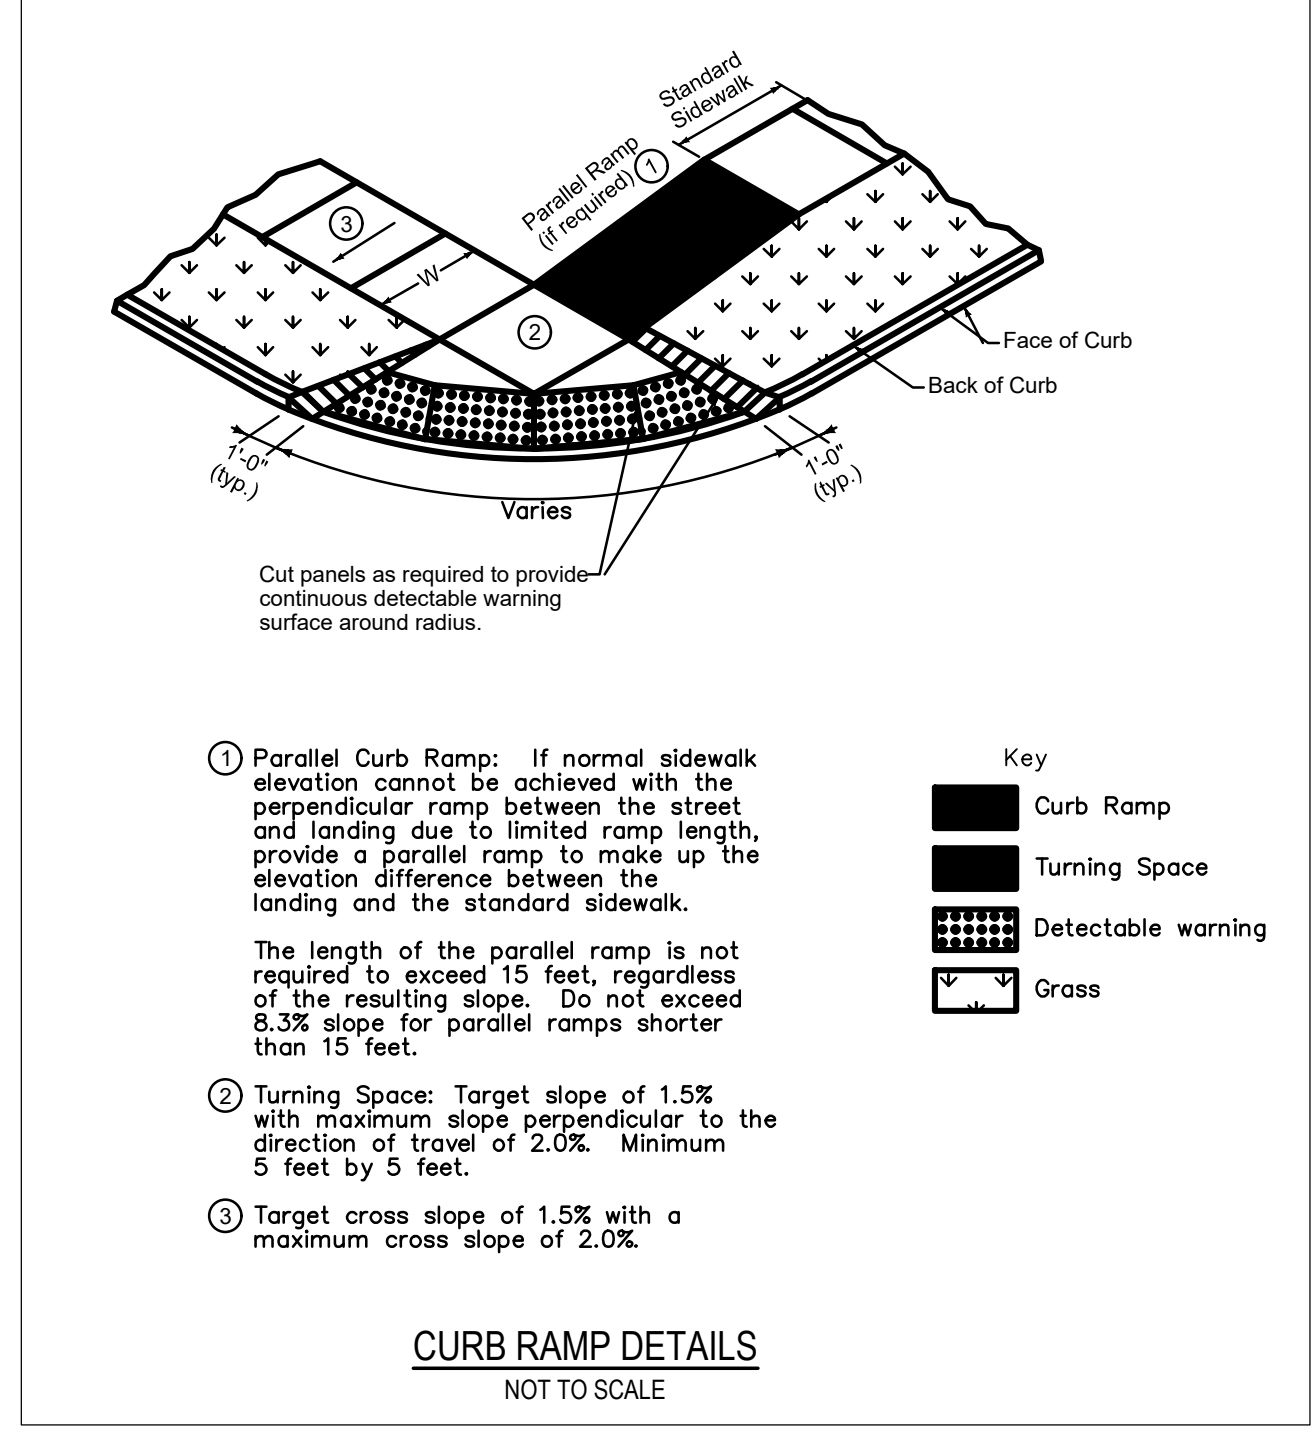 Standard
Sidewalk
Parallel Ramp
(if required) 1
3
W
2
Face of Curb
Back of Curb
1'-0"
(typ.)
1'-0"
(typ.)
Varies
Cut panels as required to provide
continuous detectable warning
surface around radius.
1 Parallel Curb Ramp: If normal sidewalk
elevation cannot be achieved with the
perpendicular ramp between the street
and landing due to limited ramp length,
provide a parallel ramp to make up the
elevation difference between the
landing and the standard sidewalk.
The length of the parallel ramp is not
required to exceed 15 feet, regardless
of the resulting slope. Do not exceed
8.3% slope for parallel ramps shorter
than 15 feet.
2 Turning Space: Target slope of 1.5%
with maximum slope perpendicular to the
direction of travel of 2.0%. Minimum
5 feet by 5 feet.
3 Target cross slope of 1.5% with a
maximum cross slope of 2.0%.
Key
Curb Ramp
Turning Space
Detectable warning
Grass
CURB RAMP DETAILS
NOT TO SCALE